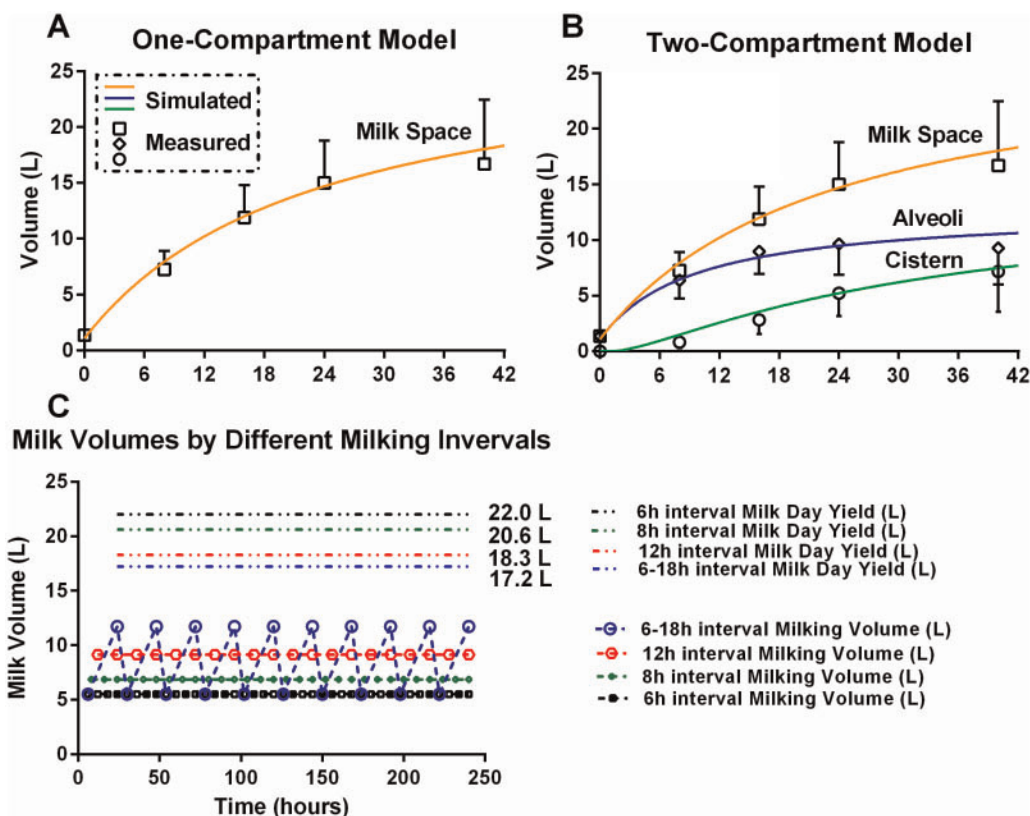 A
One-Compartment Model
25
20
15
10
5
0
Volume (L)
Simulated
Measured
Milk Space
0 6 12 18 24 30 36 42
B
Two-Compartment Model
25
20
15
10
5
0
Volume (L)
Milk Space
Alveoli
Cistern
0 6 12 18 24 30 36 42
C
Milk Volumes by Different Milking Invervals
25
20
15
10
5
0
Milk Volume (L)
22.0 L
20.6 L
18.3 L
17.2 L
0 50 100 150 200 250
Time (hours)
6h interval Milk Day Yield (L)
8h interval Milk Day Yield (L)
12h interval Milk Day Yield (L)
6-18h interval Milk Day Yield (L)
6-18h interval Milking Volume (L)
12h interval Milking Volume (L)
8h interval Milking Volume (L)
6h interval Milking Volume (L)